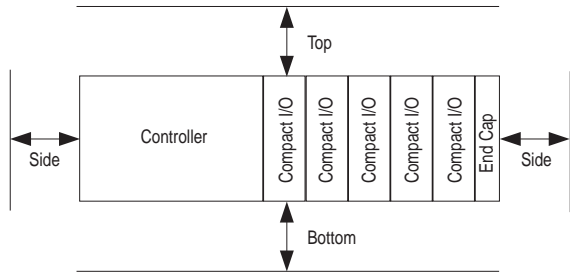 Top
Side
Controller
Compact I/O
Compact I/O
Compact I/O
Compact I/O
Compact I/O
End Cap
Side
Bottom